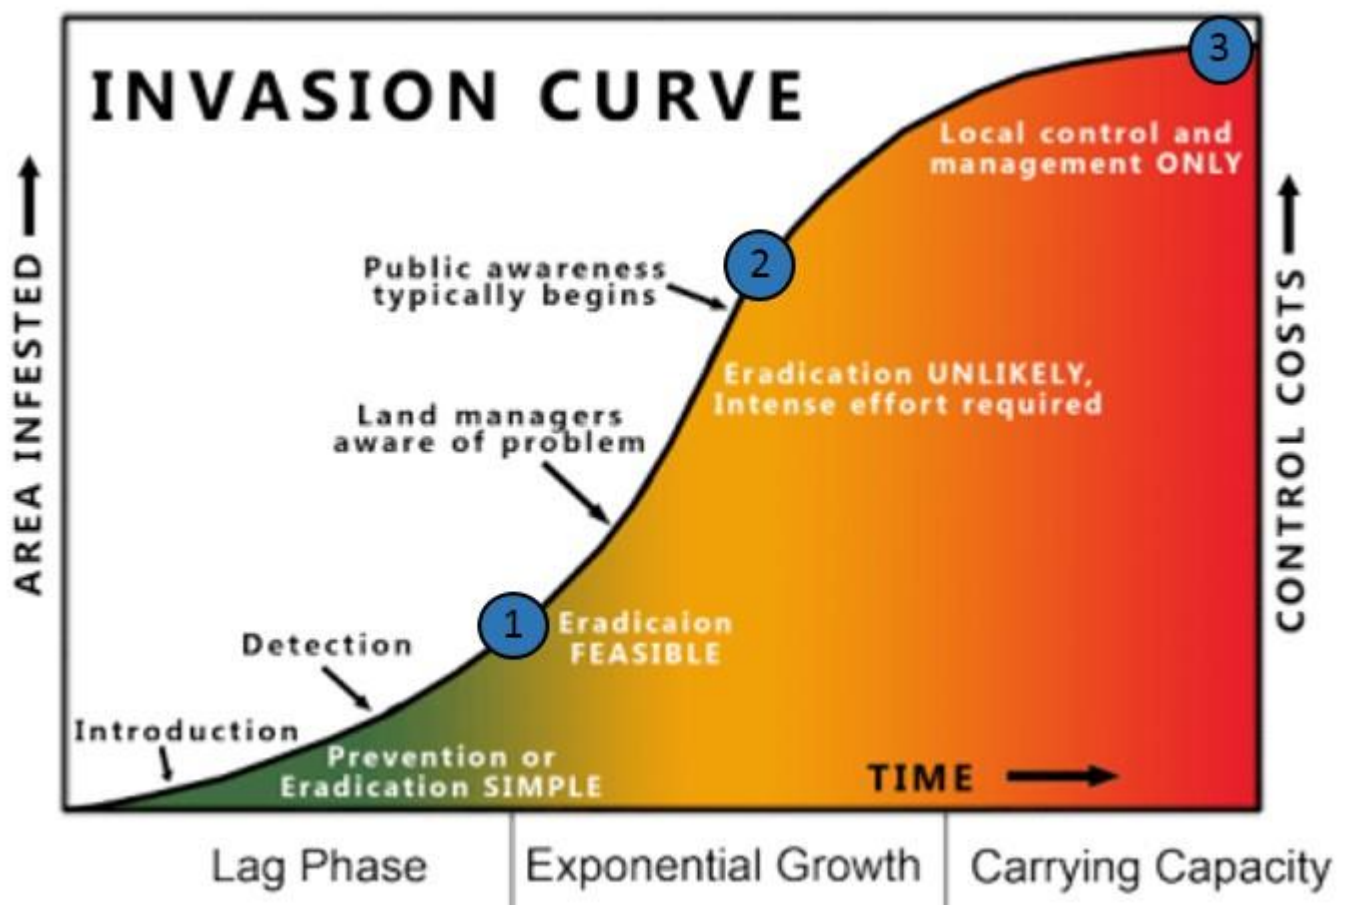 INVASION CURVE
3
Local control and
management ONLY
AREA INFESTED
CONTROL COSTS
Public awareness
typically begins
2
Eradication UNLIKELY,
Intense effort required
Land managers
aware of problem
1
Eradicaion
FEASIBLE
Detection
Introduction
Prevention or
Eradication SIMPLE
TIME
Lag Phase
Exponential Growth
Carrying Capacity